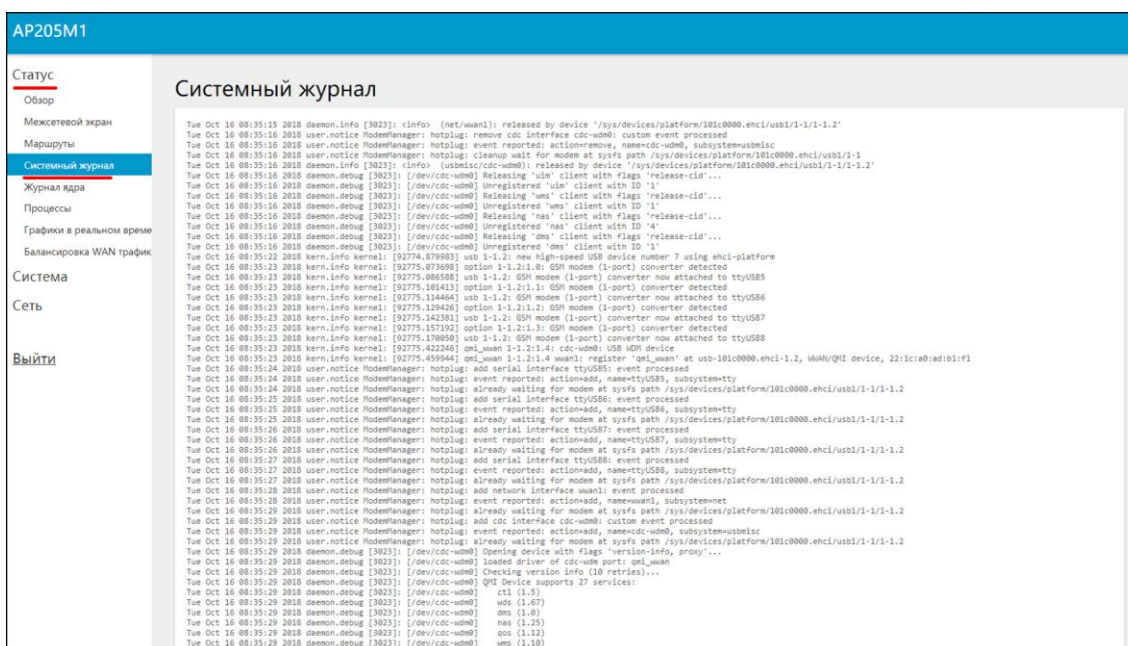 AP205M1
Статус
Обзор
Межсетевой экран
Маршруты
Системный журнал
Журнал ядра
Процессы
Графики в реальном време
Балансировка WAN трафик
Система
Сеть
Выйти
Системный журнал
Tue Oct 16 08:35:15 2018 daemon.info [3023]: <info>  (net/wwan1): released by device '/sys/devices/platform/101c0000.ehci/usb1/1-1/1-1.2'
Tue Oct 16 08:35:16 2018 user.notice ModemManager: hotplug: remove cdc interface cdc-wdm0: custom event processed
Tue Oct 16 08:35:16 2018 user.notice ModemManager: hotplug: event reported: action=remove, name=cdc-wdm0, subsystem=usbmisc
Tue Oct 16 08:35:16 2018 user.notice ModemManager: hotplug: cleanup wait for modem at sysfs path /sys/devices/platform/101c0000.ehci/usb1/1-1
Tue Oct 16 08:35:16 2018 daemon.info [3023]: <info>  (usbmisc/cdc-wdm0): released by device '/sys/devices/platform/101c0000.ehci/usb1/1-1/1-1.2'
Tue Oct 16 08:35:16 2018 daemon.debug [3023]: [/dev/cdc-wdm0] Releasing 'uim' client with flags 'release-cid'...
Tue Oct 16 08:35:16 2018 daemon.debug [3023]: [/dev/cdc-wdm0] Unregistered 'uim' client with ID '1'
Tue Oct 16 08:35:16 2018 daemon.debug [3023]: [/dev/cdc-wdm0] Releasing 'wms' client with flags 'release-cid'...
Tue Oct 16 08:35:16 2018 daemon.debug [3023]: [/dev/cdc-wdm0] Unregistered 'wms' client with ID '1'
Tue Oct 16 08:35:16 2018 daemon.debug [3023]: [/dev/cdc-wdm0] Releasing 'nas' client with flags 'release-cid'...
Tue Oct 16 08:35:16 2018 daemon.debug [3023]: [/dev/cdc-wdm0] Unregistered 'nas' client with ID '4'
Tue Oct 16 08:35:16 2018 daemon.debug [3023]: [/dev/cdc-wdm0] Releasing 'dms' client with flags 'release-cid'...
Tue Oct 16 08:35:16 2018 daemon.debug [3023]: [/dev/cdc-wdm0] Unregistered 'dms' client with ID '1'
Tue Oct 16 08:35:22 2018 kern.info kernel: [92774.879983] usb 1-1.2: new high-speed USB device number 7 using ehci-platform
Tue Oct 16 08:35:23 2018 kern.info kernel: [92775.073698] option 1-1.2:1.0: GSM modem (1-port) converter detected
Tue Oct 16 08:35:23 2018 kern.info kernel: [92775.086588] usb 1-1.2: GSM modem (1-port) converter now attached to ttyUSB5
Tue Oct 16 08:35:23 2018 kern.info kernel: [92775.101413] option 1-1.2:1.1: GSM modem (1-port) converter detected
Tue Oct 16 08:35:23 2018 kern.info kernel: [92775.114464] usb 1-1.2: GSM modem (1-port) converter now attached to ttyUSB6
Tue Oct 16 08:35:23 2018 kern.info kernel: [92775.129426] option 1-1.2:1.2: GSM modem (1-port) converter detected
Tue Oct 16 08:35:23 2018 kern.info kernel: [92775.142381] usb 1-1.2: GSM modem (1-port) converter now attached to ttyUSB7
Tue Oct 16 08:35:23 2018 kern.info kernel: [92775.157192] option 1-1.2:1.3: GSM modem (1-port) converter detected
Tue Oct 16 08:35:23 2018 kern.info kernel: [92775.170050] usb 1-1.2: GSM modem (1-port) converter now attached to ttyUSB8
Tue Oct 16 08:35:23 2018 kern.info kernel: [92775.422246] qmi_wwan 1-1.2:1.4: cdc-wdm0: USB WDM device
Tue Oct 16 08:35:23 2018 kern.info kernel: [92775.459944] qmi_wwan 1-1.2:1.4 wwan1: register 'qmi_wwan' at usb-101c0000.ehci-1.2, WWAN/QMI device, 22:1c:a0:ad:b1:f1
Tue Oct 16 08:35:24 2018 user.notice ModemManager: hotplug: add serial interface ttyUSB5: event processed
Tue Oct 16 08:35:24 2018 user.notice ModemManager: hotplug: event reported: action=add, name=ttyUSB5, subsystem=tty
Tue Oct 16 08:35:24 2018 user.notice ModemManager: hotplug: already waiting for modem at sysfs path /sys/devices/platform/101c0000.ehci/usb1/1-1/1-1.2
Tue Oct 16 08:35:25 2018 user.notice ModemManager: hotplug: add serial interface ttyUSB6: event processed
Tue Oct 16 08:35:25 2018 user.notice ModemManager: hotplug: event reported: action=add, name=ttyUSB6, subsystem=tty
Tue Oct 16 08:35:25 2018 user.notice ModemManager: hotplug: already waiting for modem at sysfs path /sys/devices/platform/101c0000.ehci/usb1/1-1/1-1.2
Tue Oct 16 08:35:26 2018 user.notice ModemManager: hotplug: add serial interface ttyUSB7: event processed
Tue Oct 16 08:35:26 2018 user.notice ModemManager: hotplug: event reported: action=add, name=ttyUSB7, subsystem=tty
Tue Oct 16 08:35:26 2018 user.notice ModemManager: hotplug: already waiting for modem at sysfs path /sys/devices/platform/101c0000.ehci/usb1/1-1/1-1.2
Tue Oct 16 08:35:27 2018 user.notice ModemManager: hotplug: add serial interface ttyUSB8: event processed
Tue Oct 16 08:35:27 2018 user.notice ModemManager: hotplug: event reported: action=add, name=ttyUSB8, subsystem=tty
Tue Oct 16 08:35:27 2018 user.notice ModemManager: hotplug: already waiting for modem at sysfs path /sys/devices/platform/101c0000.ehci/usb1/1-1/1-1.2
Tue Oct 16 08:35:28 2018 user.notice ModemManager: hotplug: add network interface wwan1: event processed
Tue Oct 16 08:35:28 2018 user.notice ModemManager: hotplug: event reported: action=add, name=wwan1, subsystem=net
Tue Oct 16 08:35:29 2018 user.notice ModemManager: hotplug: already waiting for modem at sysfs path /sys/devices/platform/101c0000.ehci/usb1/1-1/1-1.2
Tue Oct 16 08:35:29 2018 user.notice ModemManager: hotplug: add cdc interface cdc-wdm0: custom event processed
Tue Oct 16 08:35:29 2018 user.notice ModemManager: hotplug: event reported: action=add, name=cdc-wdm0, subsystem=usbmisc
Tue Oct 16 08:35:29 2018 user.notice ModemManager: hotplug: already waiting for modem at sysfs path /sys/devices/platform/101c0000.ehci/usb1/1-1/1-1.2
Tue Oct 16 08:35:29 2018 daemon.debug [3023]: [/dev/cdc-wdm0] Opening device with flags 'version-info, proxy'...
Tue Oct 16 08:35:29 2018 daemon.debug [3023]: [/dev/cdc-wdm0] loaded driver of cdc-wdm port: qmi_wwan
Tue Oct 16 08:35:29 2018 daemon.debug [3023]: [/dev/cdc-wdm0] Checking version info (10 retries)...
Tue Oct 16 08:35:29 2018 daemon.debug [3023]: [/dev/cdc-wdm0] QMI Device supports 27 services:
Tue Oct 16 08:35:29 2018 daemon.debug [3023]: [/dev/cdc-wdm0]    ctl (1.5)
Tue Oct 16 08:35:29 2018 daemon.debug [3023]: [/dev/cdc-wdm0]    wds (1.67)
Tue Oct 16 08:35:29 2018 daemon.debug [3023]: [/dev/cdc-wdm0]    dms (1.0)
Tue Oct 16 08:35:29 2018 daemon.debug [3023]: [/dev/cdc-wdm0]    nas (1.25)
Tue Oct 16 08:35:29 2018 daemon.debug [3023]: [/dev/cdc-wdm0]    qos (1.12)
Tue Oct 16 08:35:29 2018 daemon.debug [3023]: [/dev/cdc-wdm0]    wms (1.10)